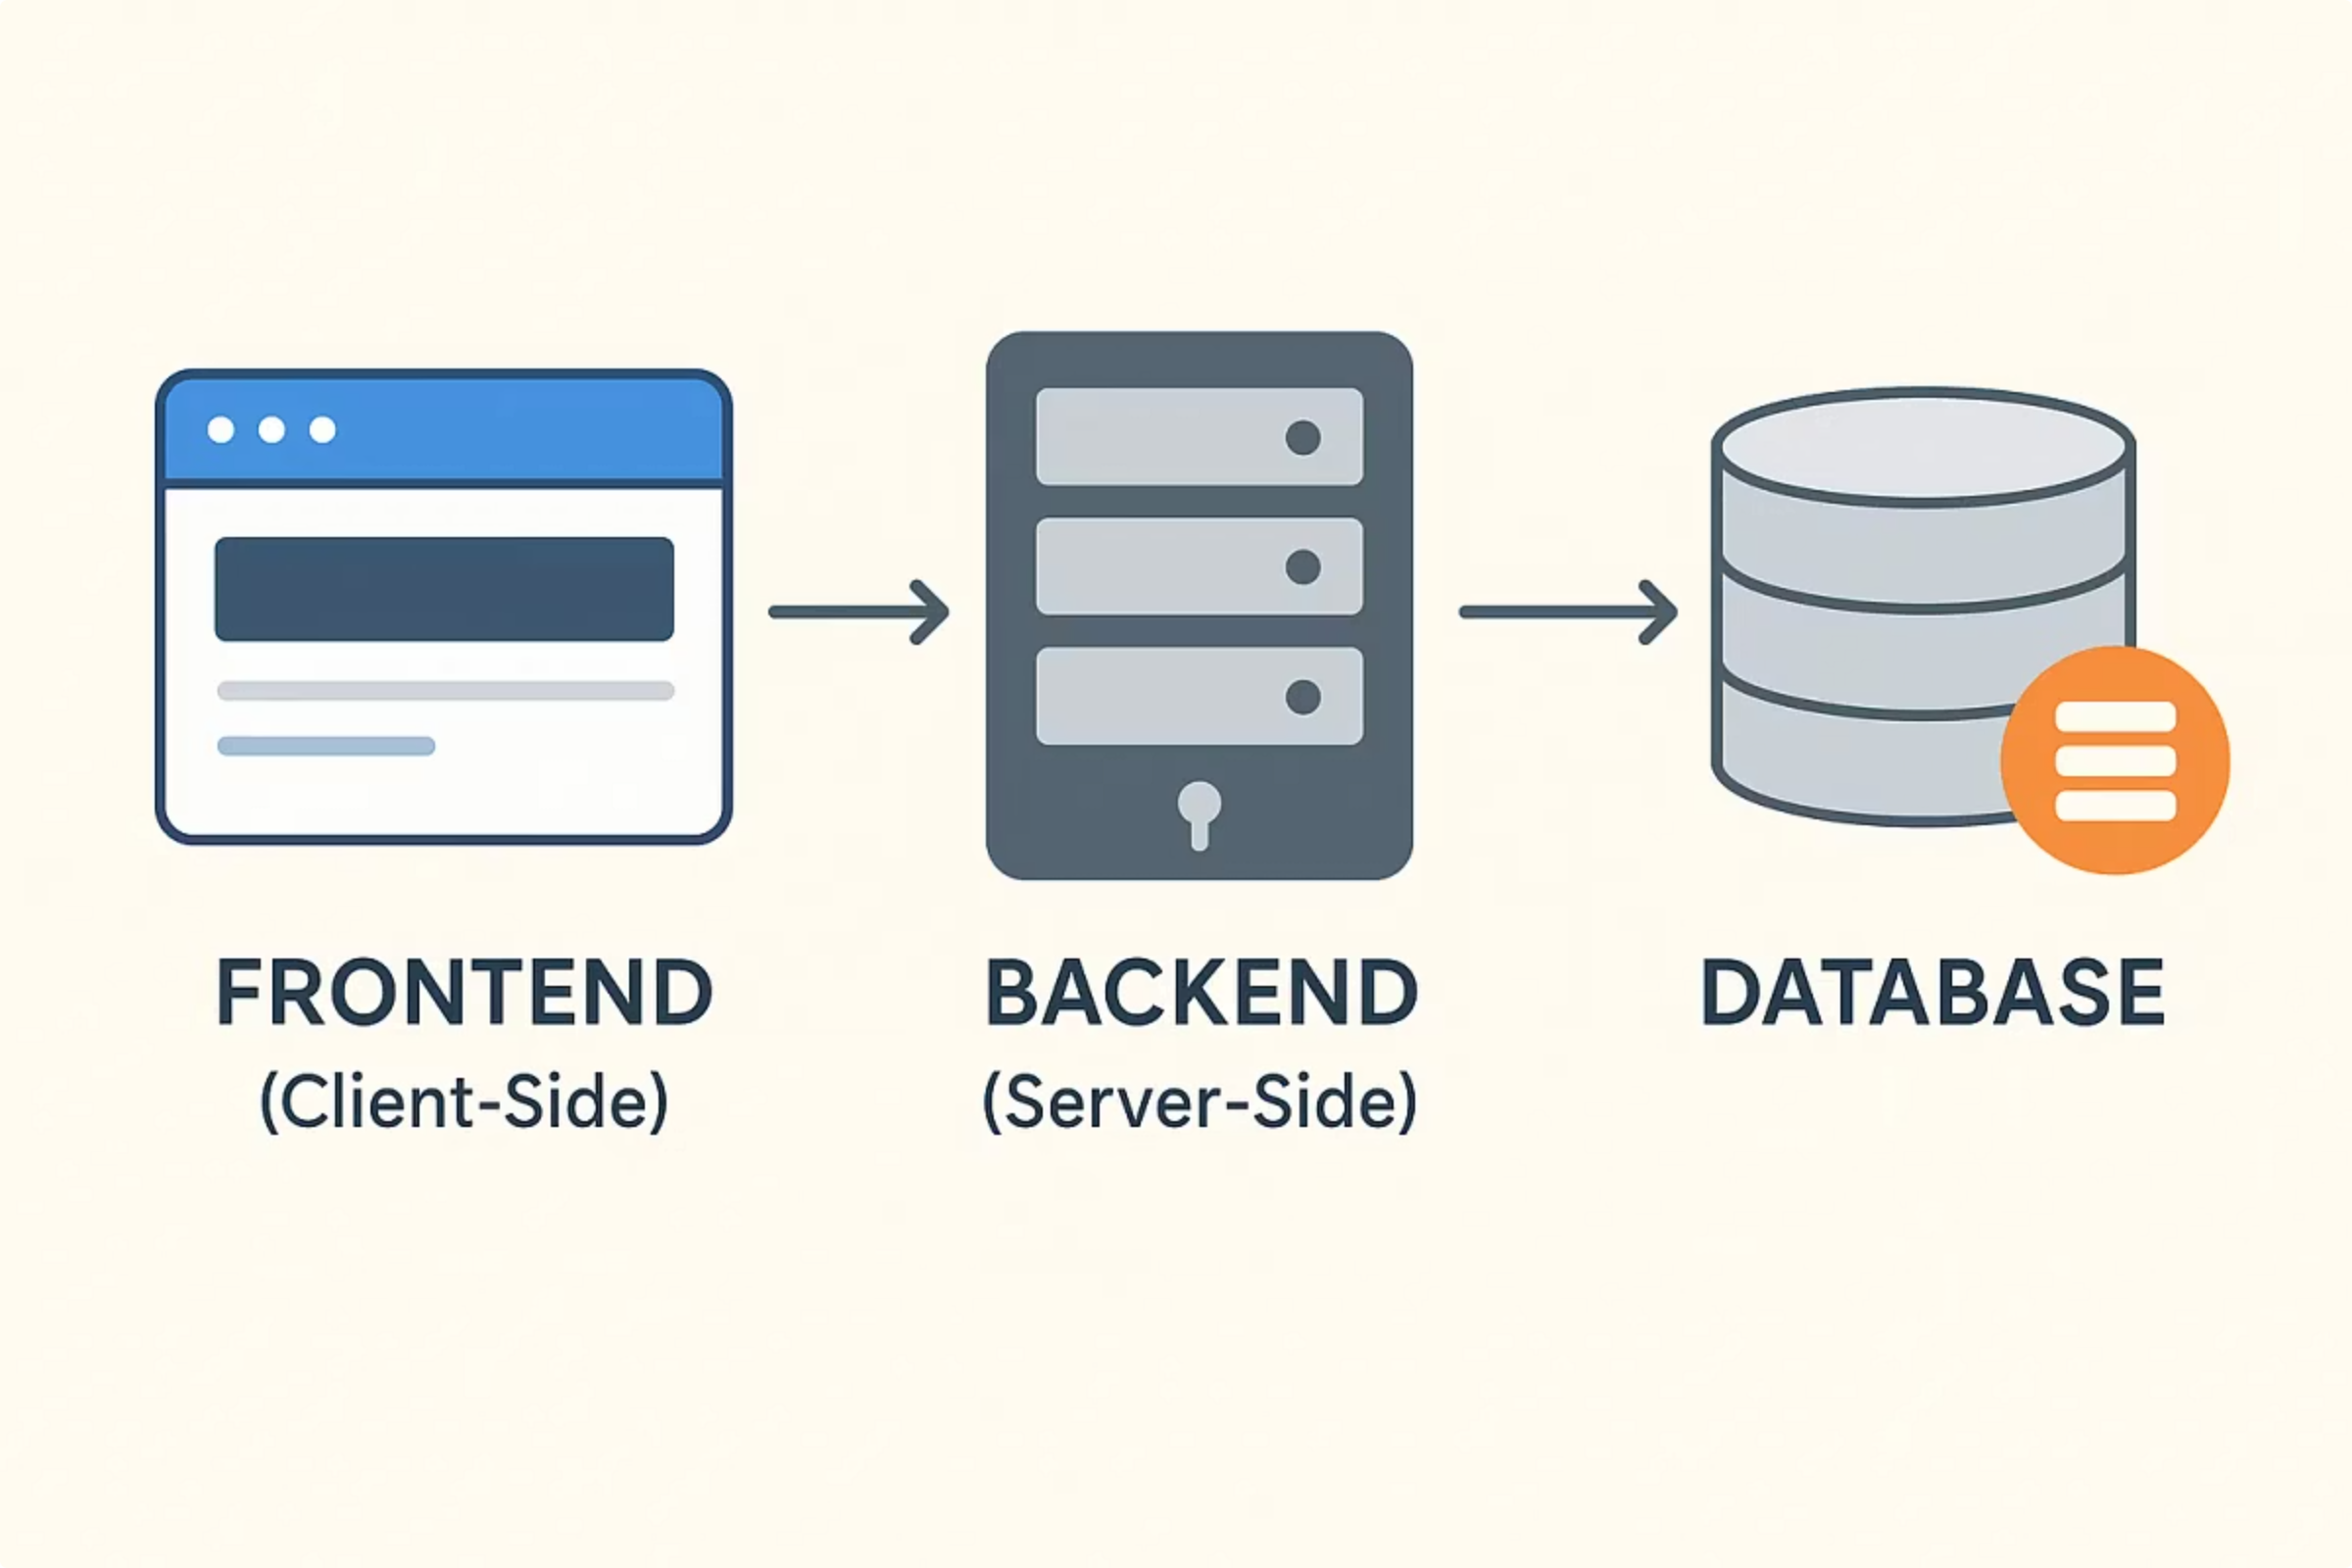 FRONTEND
(Client-Side)
BACKEND
(Server-Side)
DATABASE